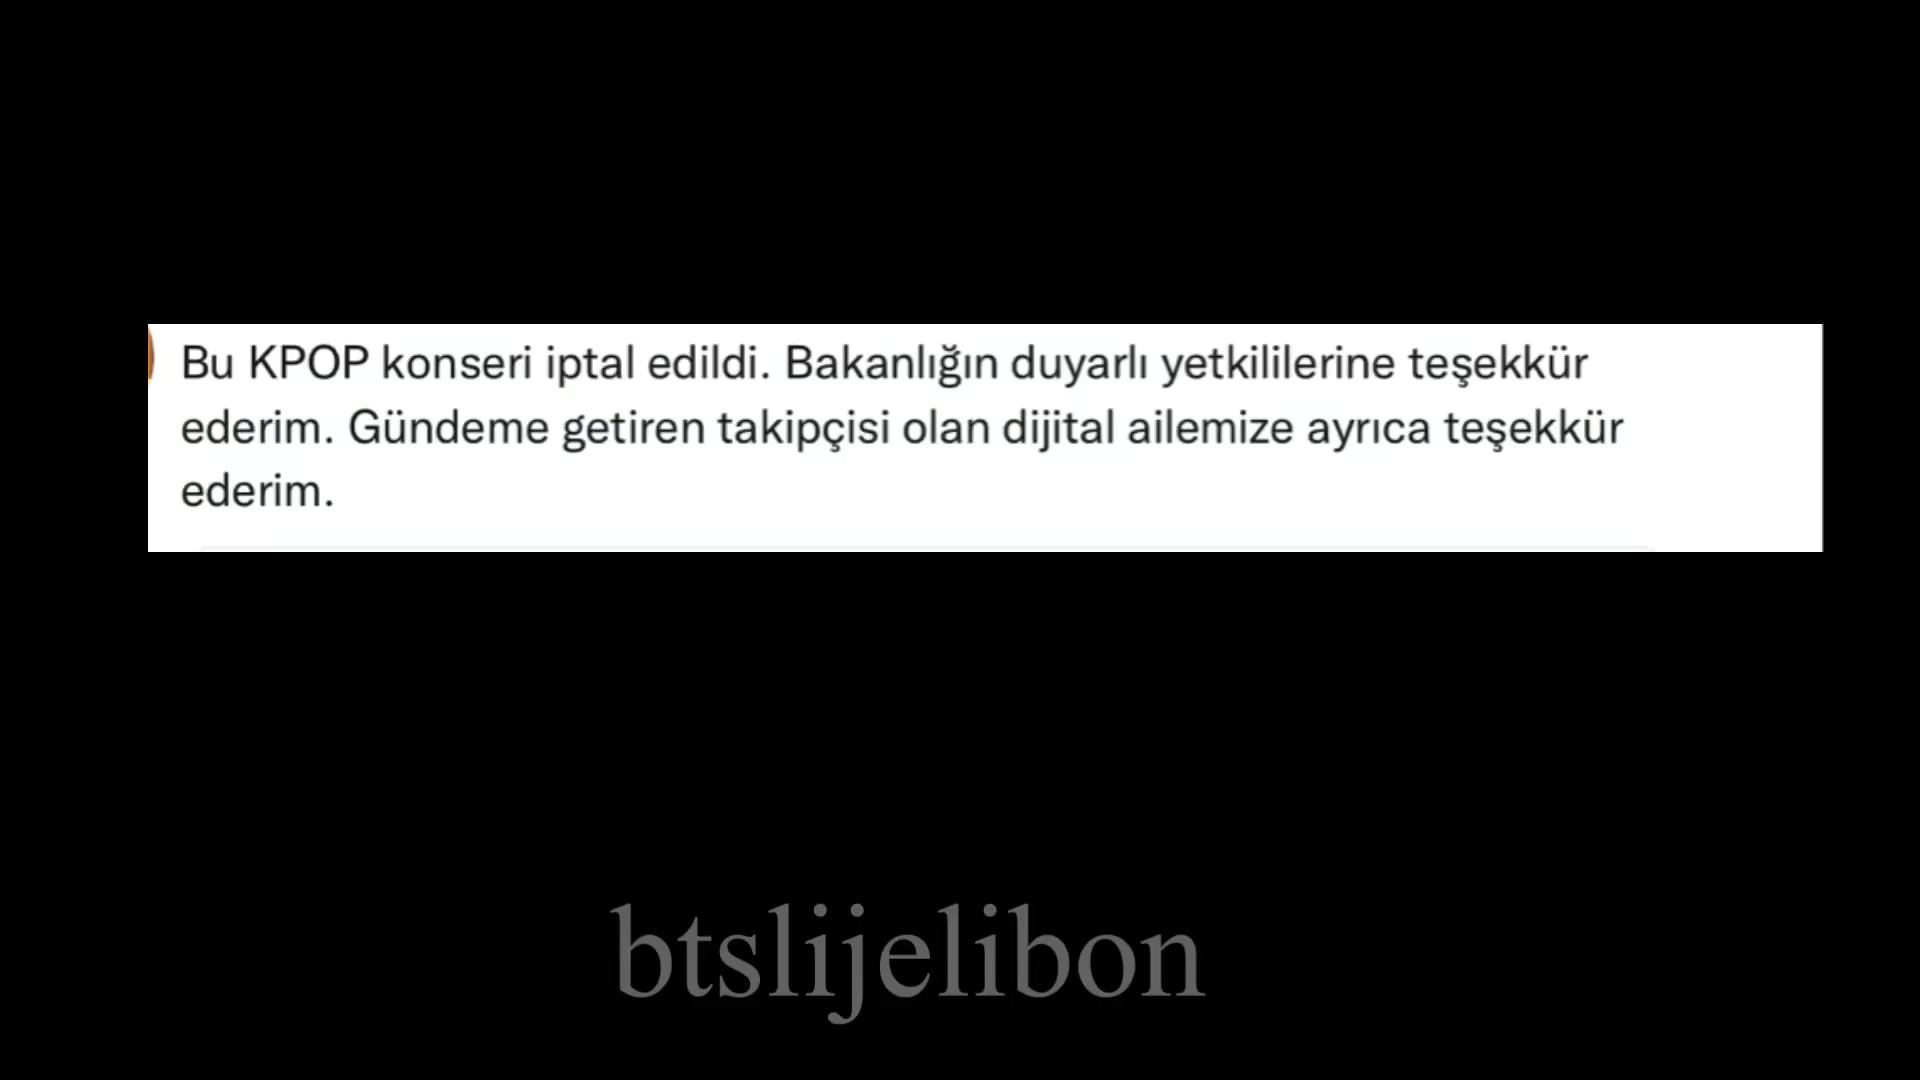 Bu KPOP konseri iptal edildi. Bakanlığın duyarlı yetkililerine teşekkür
ederim. Gündeme getiren takipçisi olan dijital ailemize ayrıca teşekkür
ederim.
btslijelibon